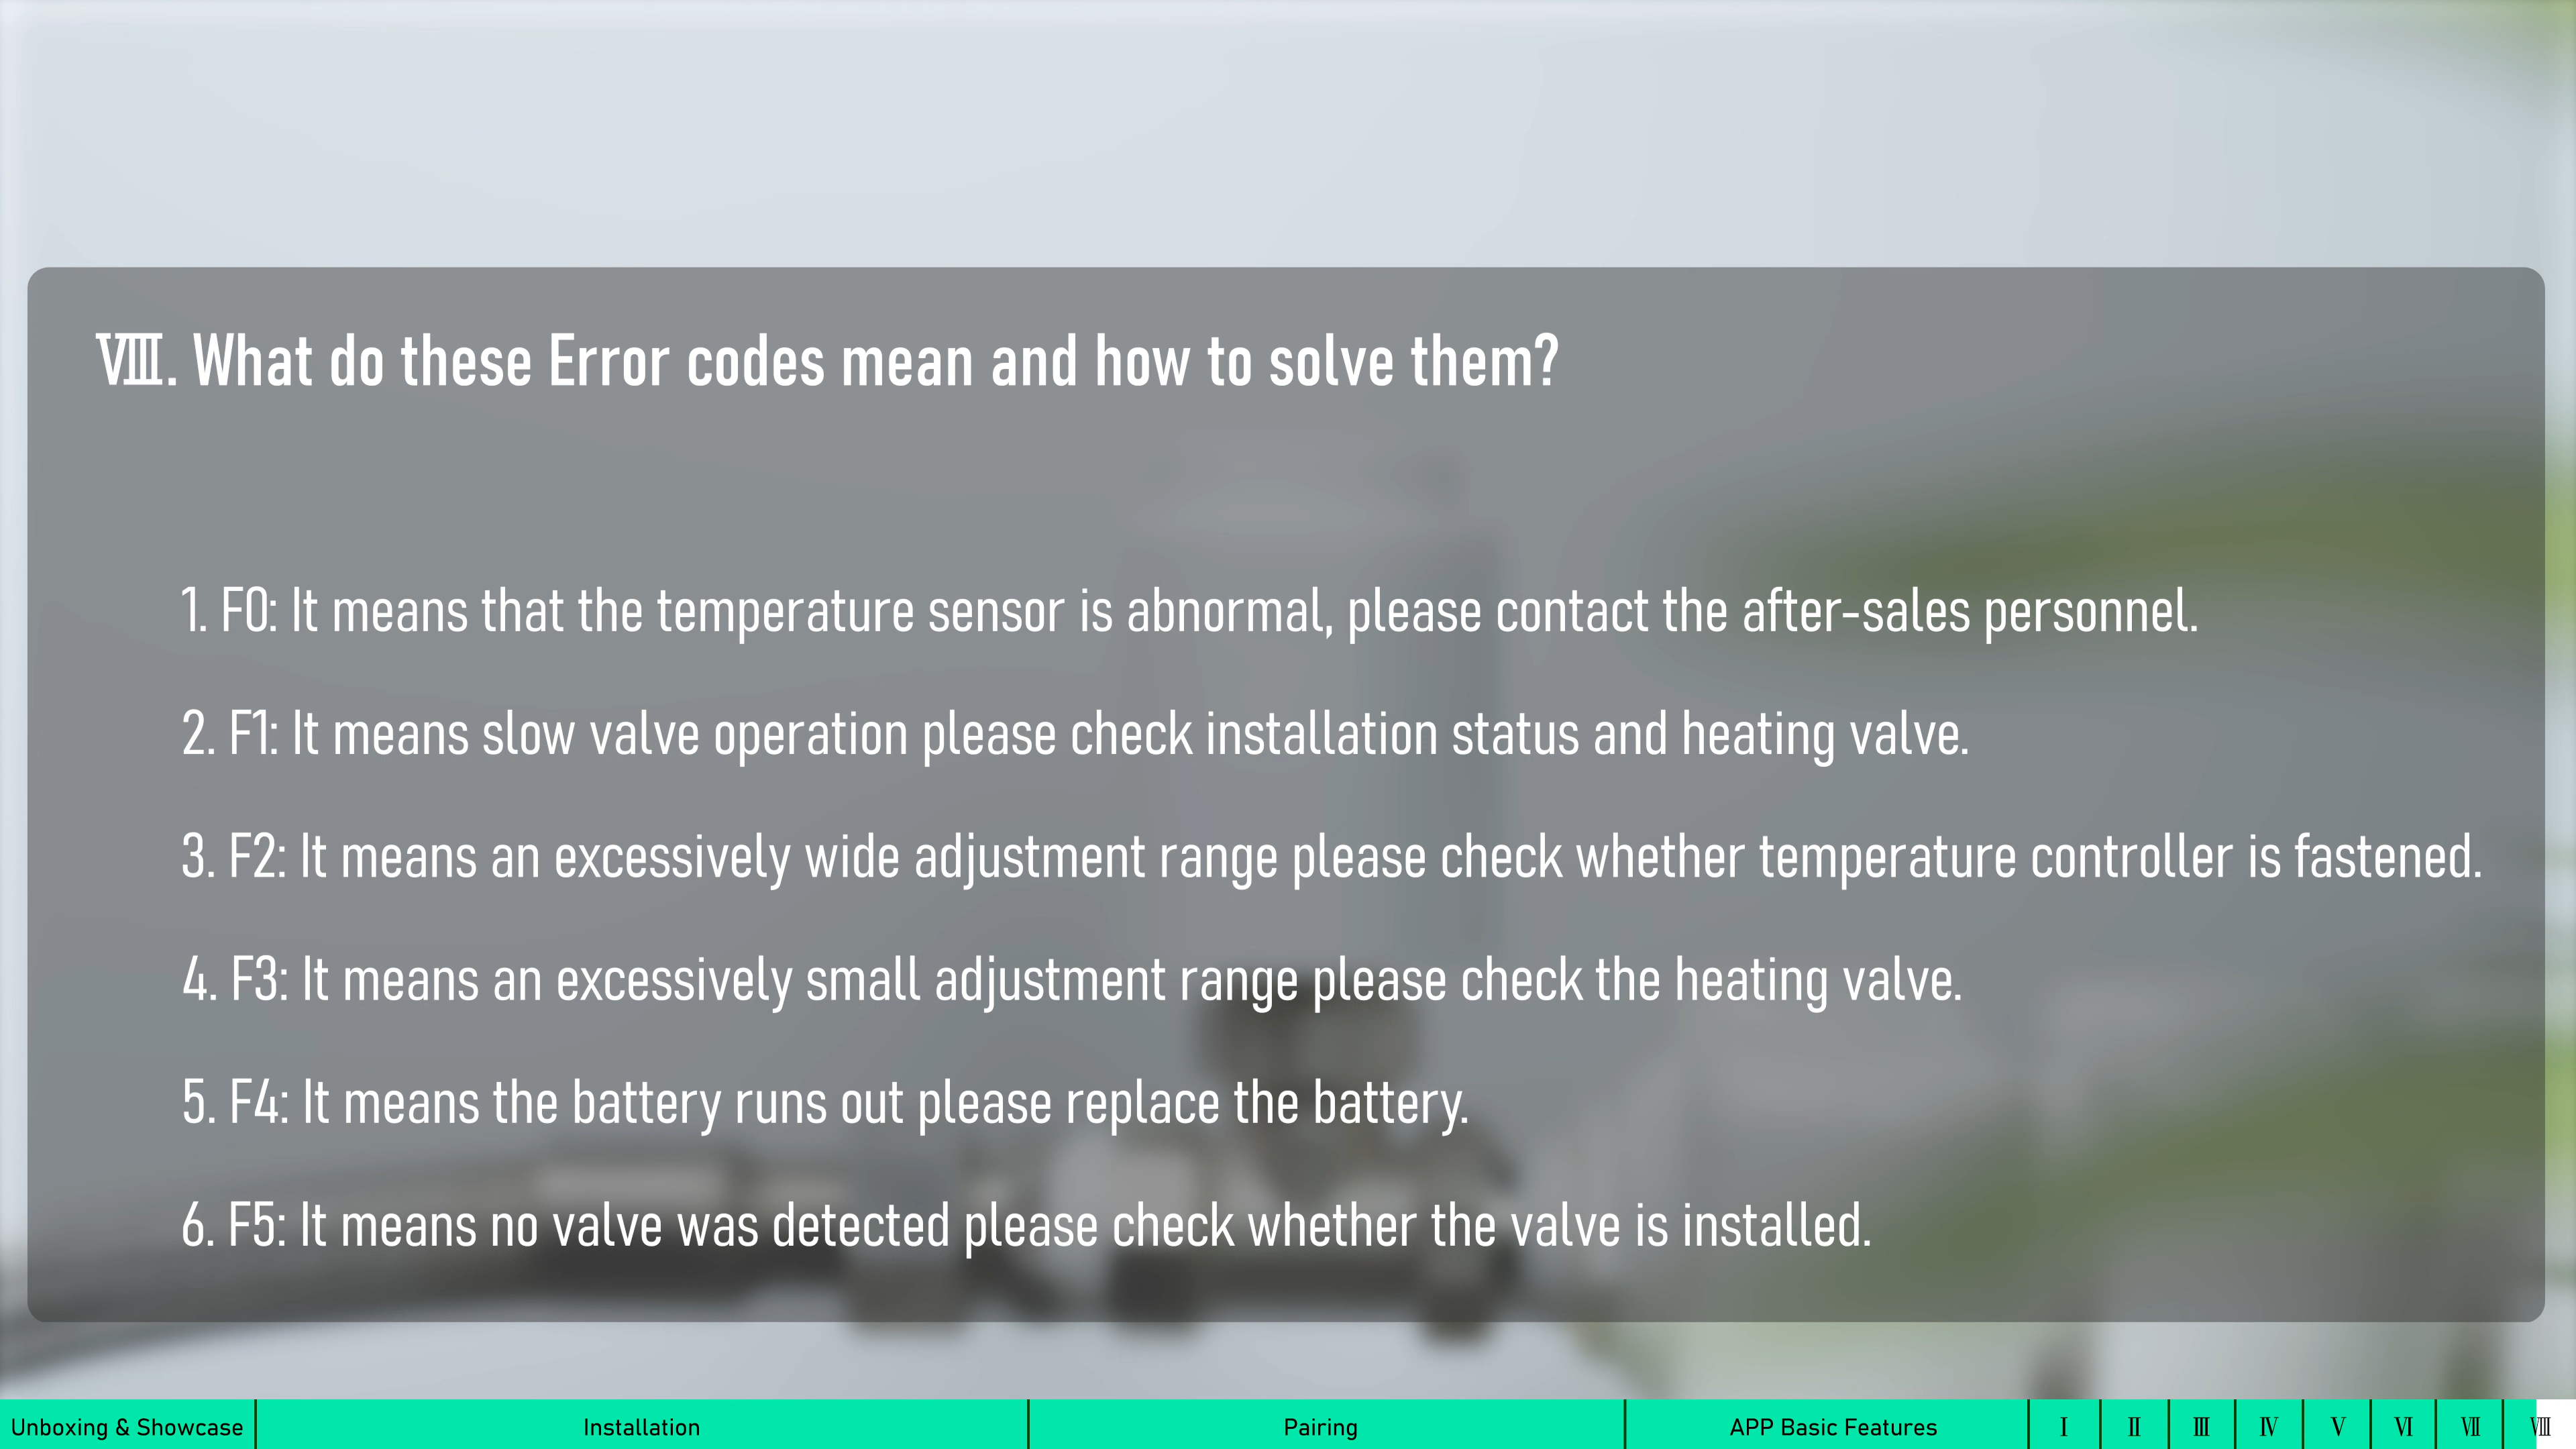 Ⅷ. What do these Error codes mean and how to solve them?
1. F0: It means that the temperature sensor is abnormal, please contact the after-sales personnel.
2. F1: It means slow valve operation please check installation status and heating valve.
3. F2: It means an excessively wide adjustment range please check whether temperature controller is fastened.
4. F3: It means an excessively small adjustment range please check the heating valve.
5. F4: It means the battery runs out please replace the battery.
6. F5: It means no valve was detected please check whether the valve is installed.
Unboxing & Showcase Installation Pairing APP Basic Features Ⅰ Ⅱ Ⅲ Ⅳ Ⅴ Ⅵ Ⅶ Ⅷ